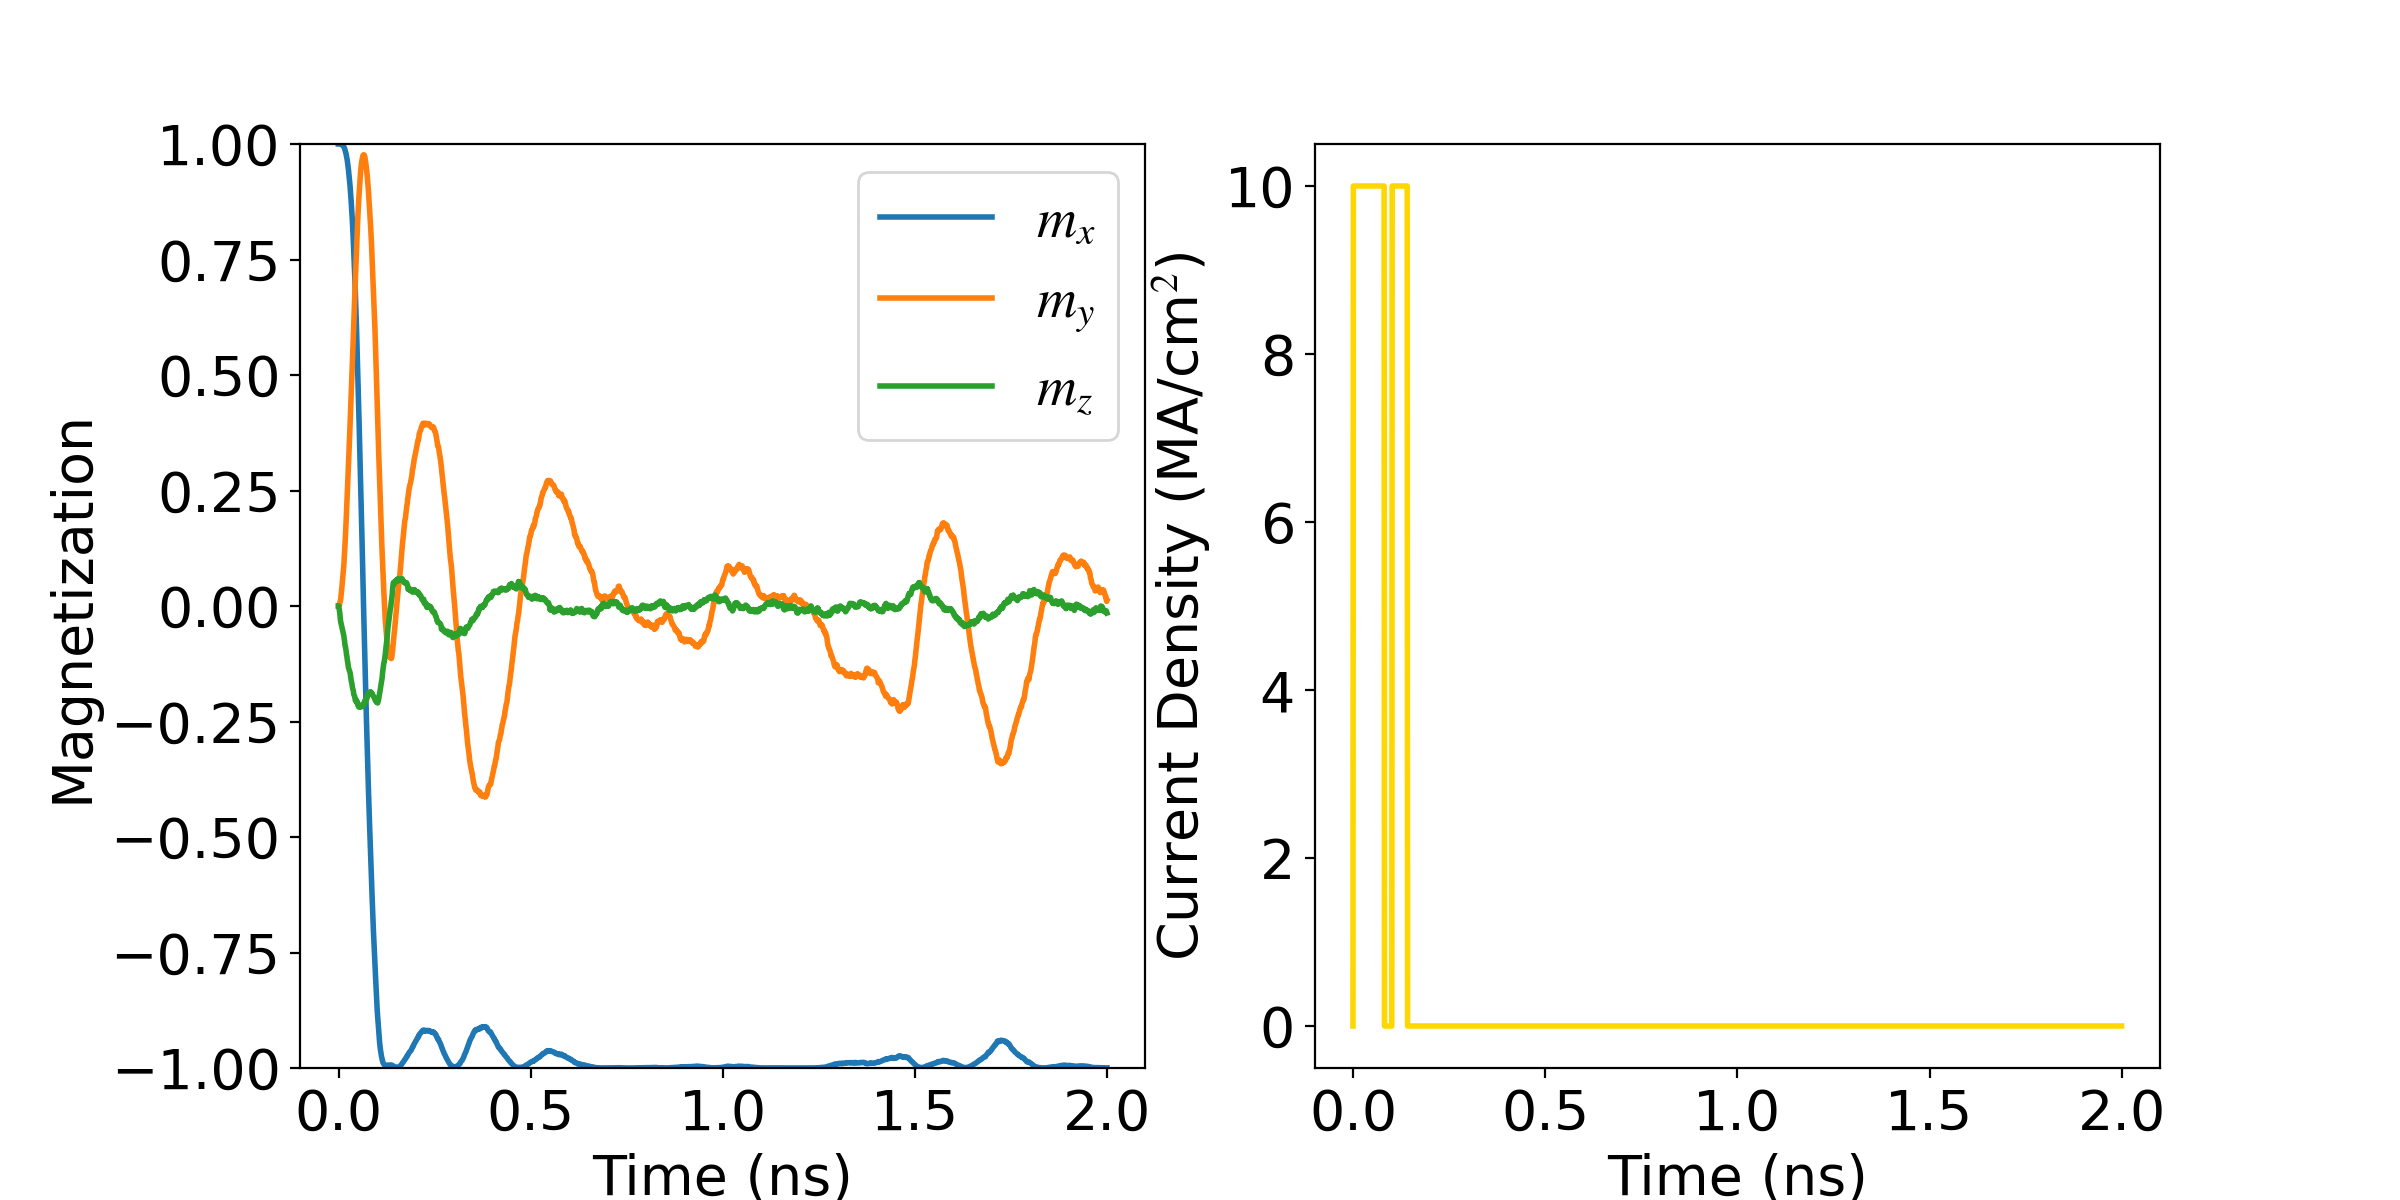 Magnetization
1.00
0.75
0.50
0.25
0.00
−0.25
−0.50
−0.75
−1.00
0.0 0.5 1.0 1.5 2.0
Time (ns)
m_x
m_y
m_z
Current Density (MA/cm²)
10
8
6
4
2
0
0.0 0.5 1.0 1.5 2.0
Time (ns)